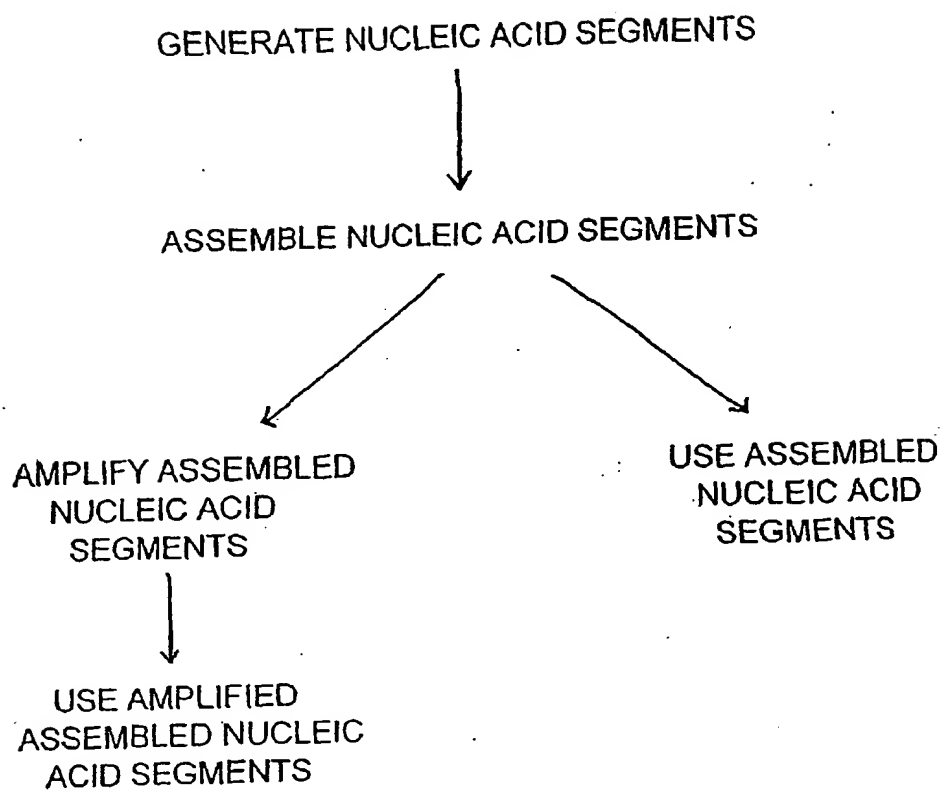 GENERATE NUCLEIC ACID SEGMENTS
ASSEMBLE NUCLEIC ACID SEGMENTS
AMPLIFY ASSEMBLED
NUCLEIC ACID
SEGMENTS
USE ASSEMBLED
NUCLEIC ACID
SEGMENTS
USE AMPLIFIED
ASSEMBLED NUCLEIC
ACID SEGMENTS